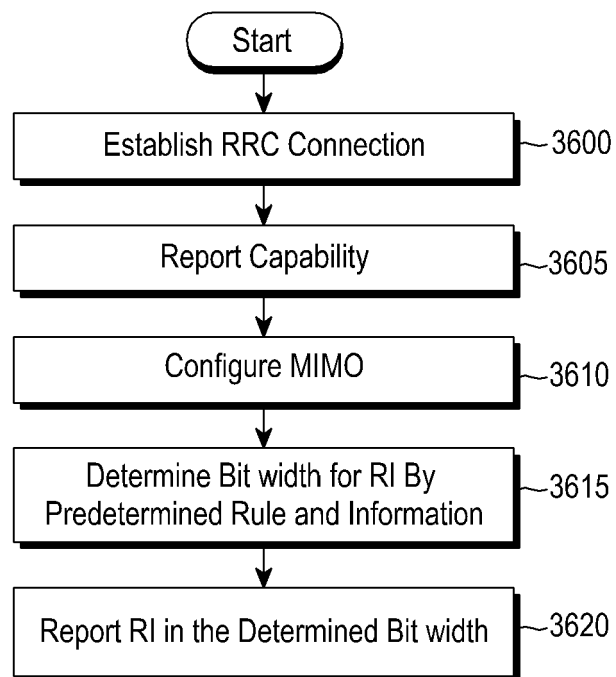 Start
Establish RRC Connection
3600
Report Capability
3605
Configure MIMO
3610
Determine Bit width for RI By
Predetermined Rule and Information
3615
Report RI in the Determined Bit width
3620